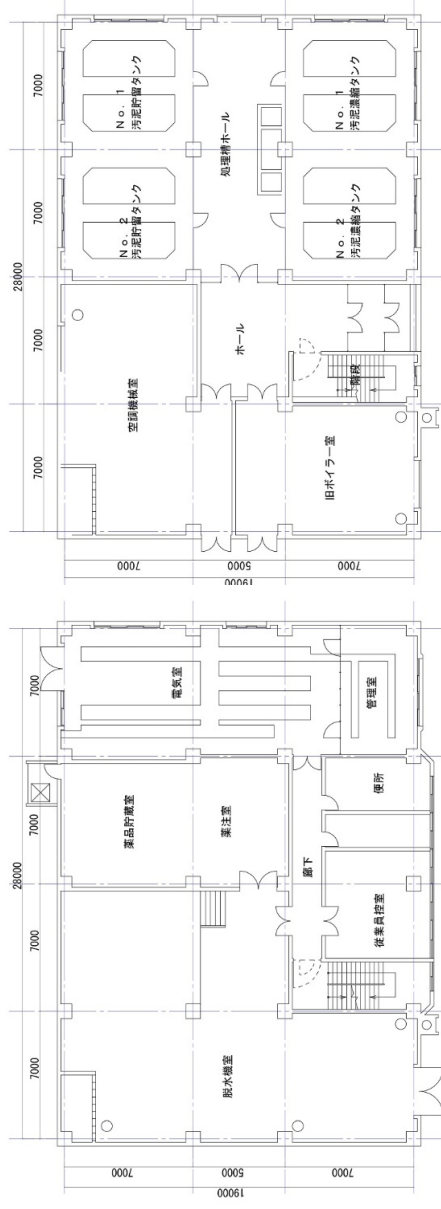 28000
7000
7000
7000
7000
No. 1
汚泥貯留タンク
No. 2
汚泥貯留タンク
処理槽ホール
No. 1
汚泥濃縮タンク
No. 2
汚泥濃縮タンク
空調機械室
ホール
階段
旧ボイラー室
7000
5000
7000
19000
28000
7000
7000
7000
7000
電気室
管理室
薬品貯蔵室
薬注室
便所
廊下
従業員控室
脱水機室
7000
5000
7000
19000